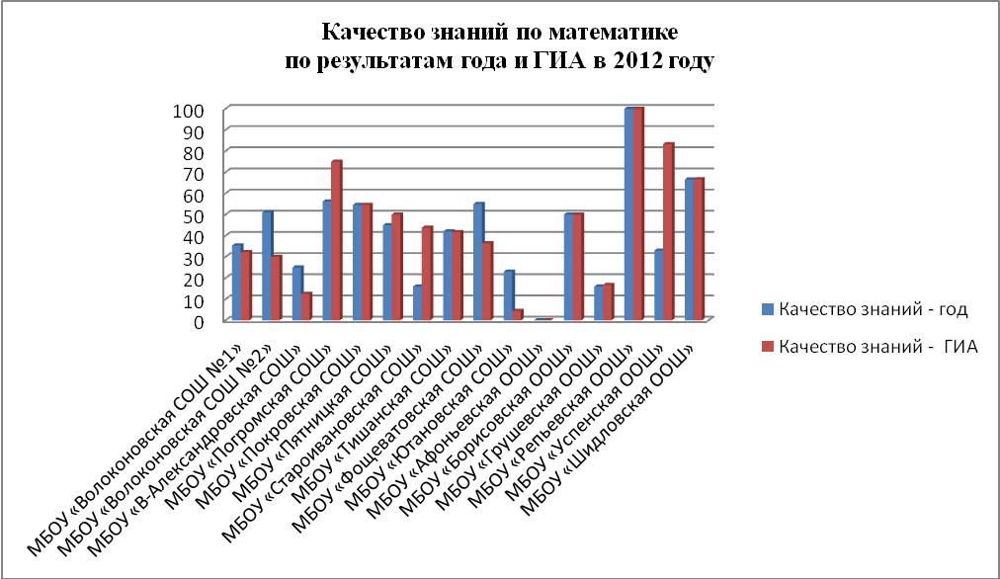 Качество знаний по математике
по результатам года и ГИА в 2012 году
100
90
80
70
60
50
40
30
20
10
0
МБОУ «Волоконовская СОШ №1»
МБОУ «Волоконовская СОШ №2»
МБОУ «В-Александровская СОШ»
МБОУ «Погромская СОШ»
МБОУ «Покровская СОШ»
МБОУ «Пятницкая СОШ»
МБОУ «Староивановская СОШ»
МБОУ «Тишанская СОШ»
МБОУ «Фощеватовская СОШ»
МБОУ «Ютановская СОШ»
МБОУ «Афоньевская ООШ»
МБОУ «Борисовская ООШ»
МБОУ «Грушевская ООШ»
МБОУ «Репьевская ООШ»
МБОУ «Успенская ООШ»
МБОУ «Шидловская ООШ»
Качество знаний - год
Качество знаний - ГИА